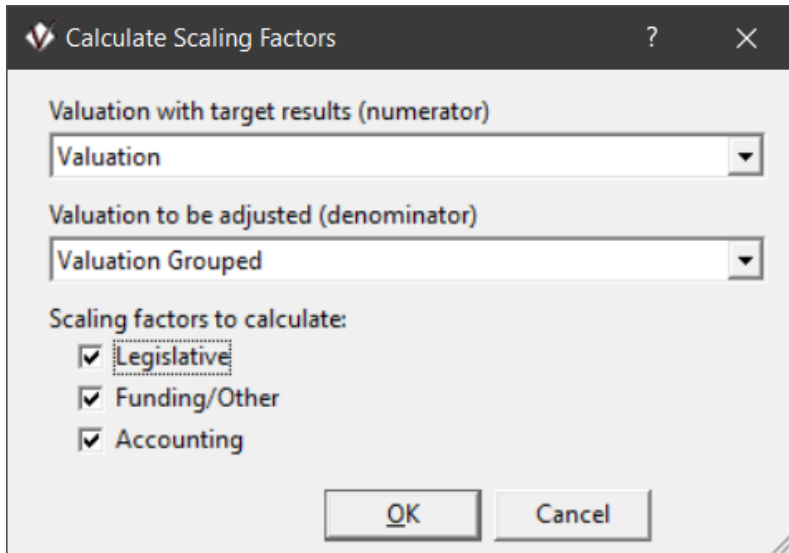 Calculate Scaling Factors ?
Valuation with target results (numerator)
Valuation
Valuation to be adjusted (denominator)
Valuation Grouped
Scaling factors to calculate:
Legislative
Funding/Other
Accounting
OK Cancel